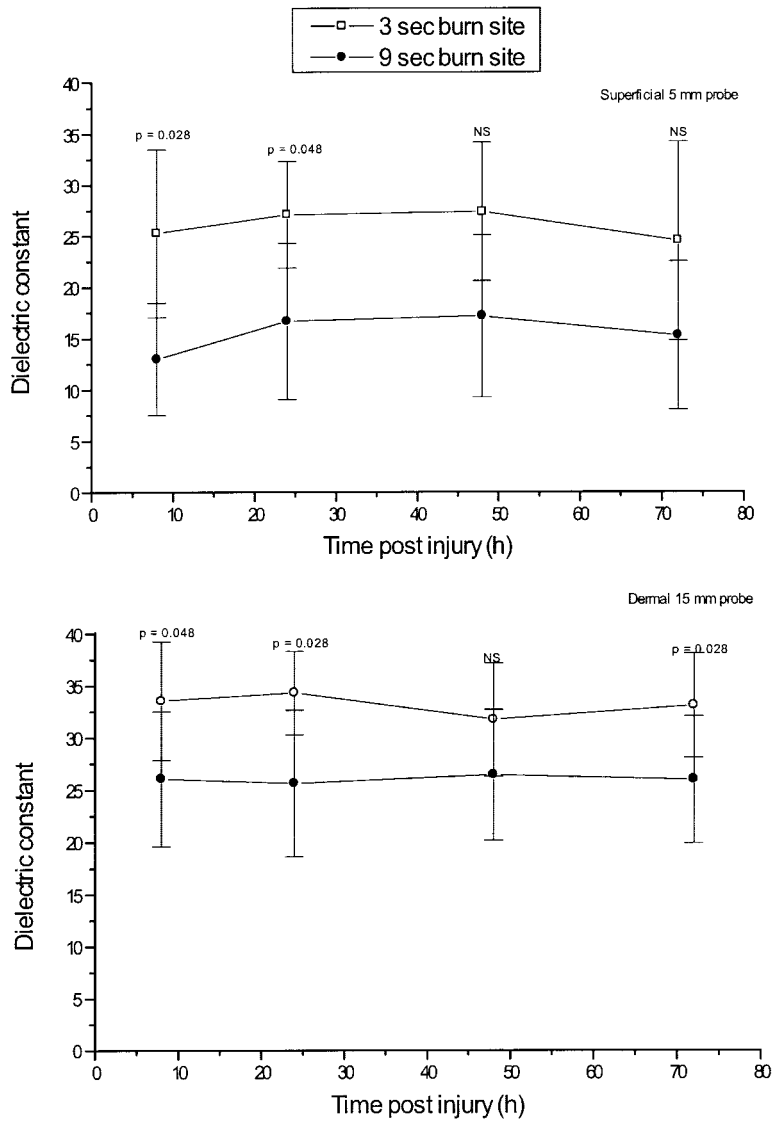 3 sec burn site
9 sec burn site
Superficial 5 mm probe
40
35
30
25
20
15
10
5
0
p = 0.028
p = 0.048
NS
NS
Dielectric constant
0 10 20 30 40 50 60 70 80
Time post injury (h)
Dermal 15 mm probe
40
35
30
25
20
15
10
5
0
p = 0.048
p = 0.028
NS
p = 0.028
Dielectric constant
0 10 20 30 40 50 60 70 80
Time post injury (h)